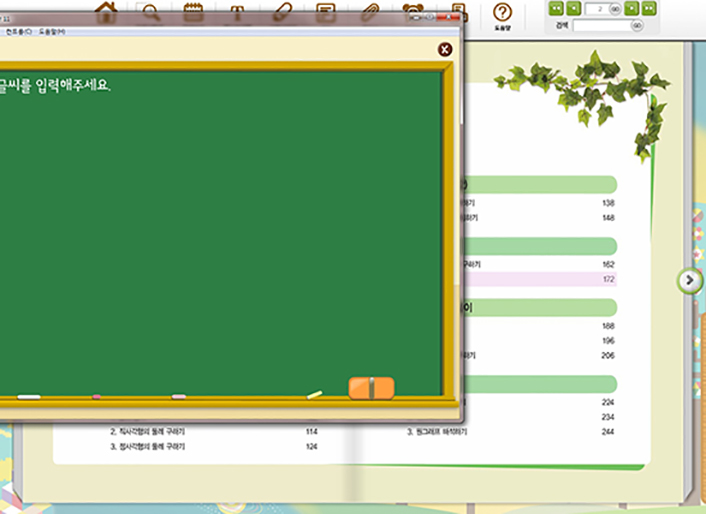 도움말
2
검색
11
컨트롤(C) 도움말(H)
글씨를 입력해주세요.
하기 138
하기 148
구하기 162
172
이
188
196
하기 206
기 224
234
2. 직사각형의 둘레 구하기 114
3. 정사각형의 둘레 구하기 124
3. 원그래프 해석하기 244